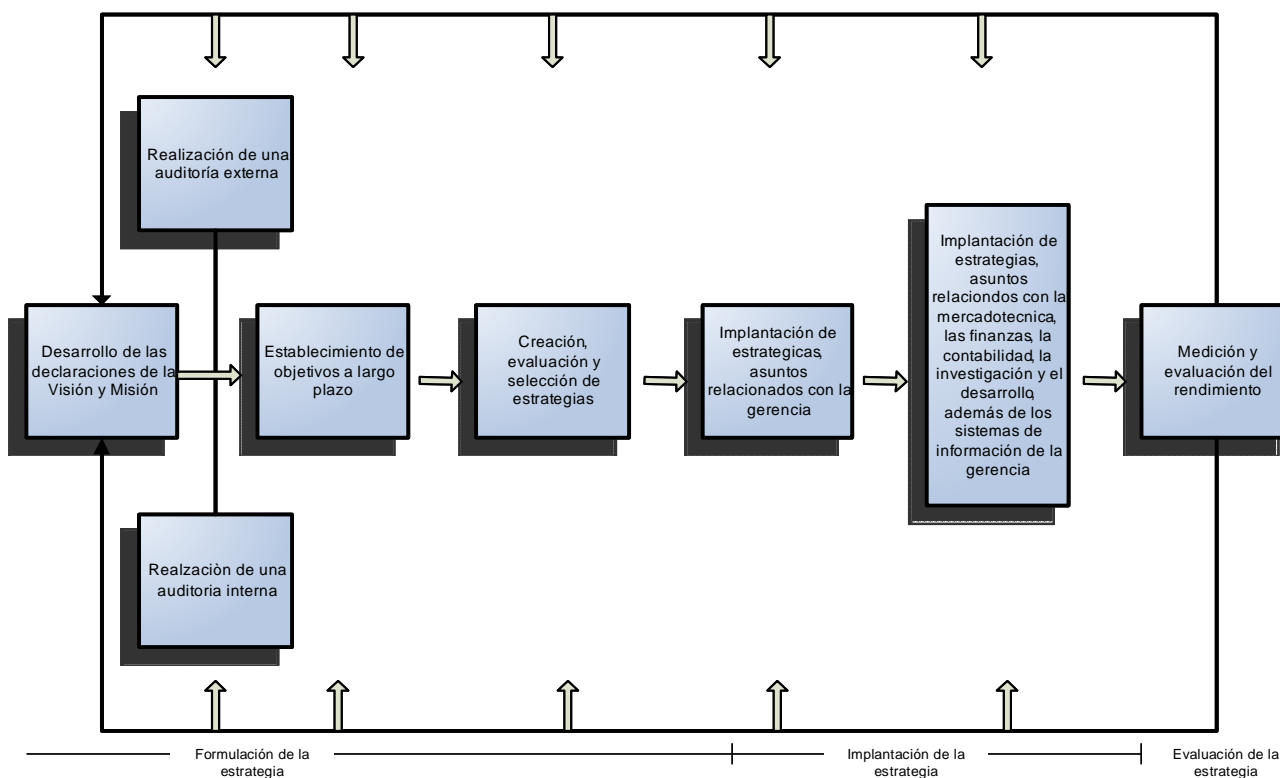 Realización de una
auditoría externa
Desarrollo de las
declaraciones de la
Visión y Misión
Realzaciòn de una
auditoria interna
Establecimiento de
objetivos a largo
plazo
Creación,
evaluación y
selección de
estrategias
Implantación de
estrategicas,
asuntos
relacionados con la
gerencia
Implantación de
estrategias,
asuntos
relaciondos con la
mercadotecnica,
las finanzas, la
contabilidad, la
investigación y el
desarrollo,
además de los
sistemas de
información de la
gerencia
Medición y
evaluación del
rendimiento
Formulación de la
estrategia
Implantación de la
estrategia
Evaluación de la
estrategia